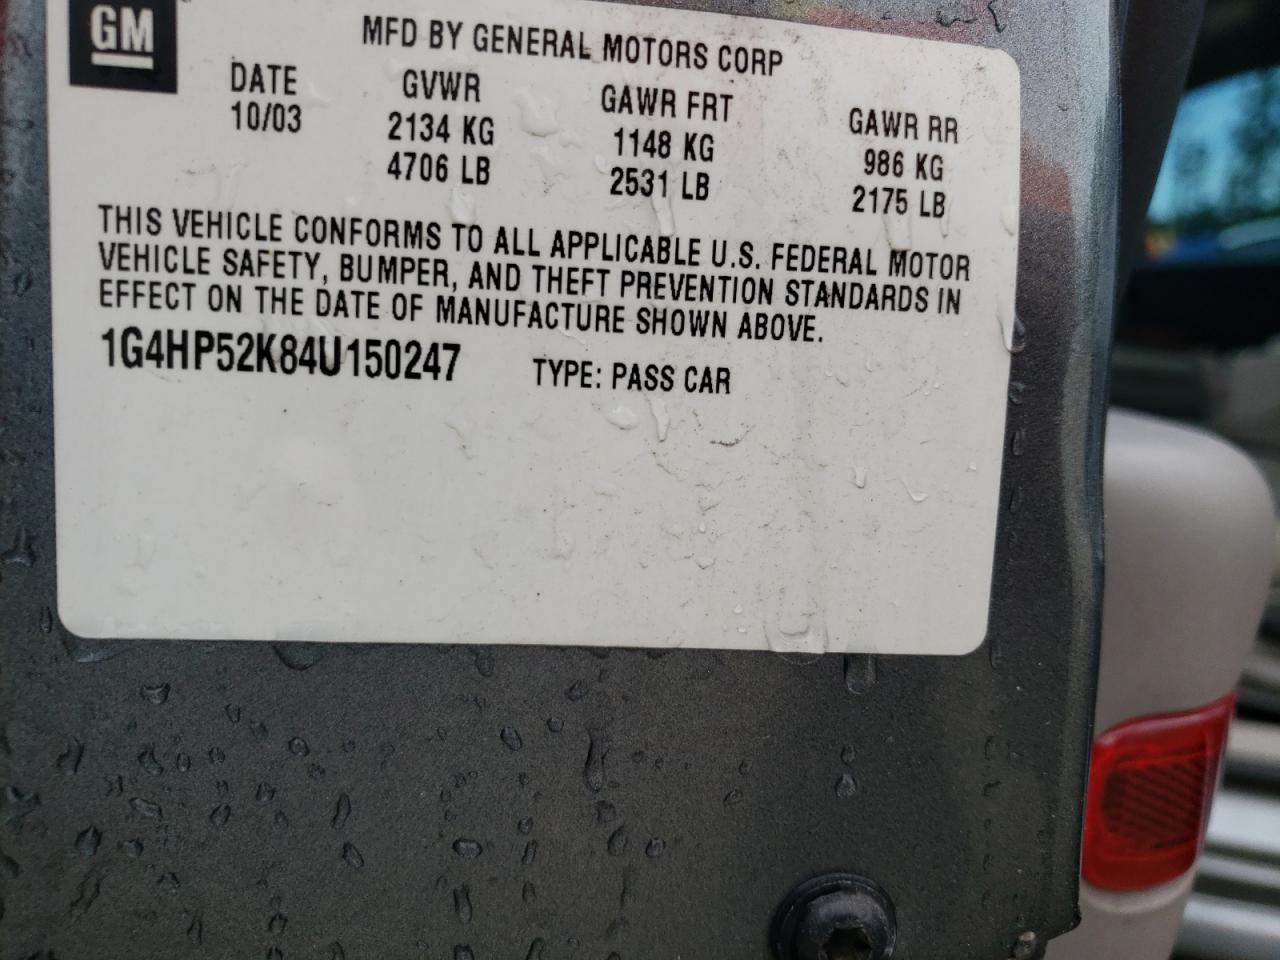 GM
MFD BY GENERAL MOTORS CORP
DATE GVWR GAWR FRT GAWR RR
10/03 2134 KG 1148 KG 986 KG
4706 LB 2531 LB 2175 LB
THIS VEHICLE CONFORMS TO ALL APPLICABLE U.S. FEDERAL MOTOR
VEHICLE SAFETY, BUMPER, AND THEFT PREVENTION STANDARDS IN
EFFECT ON THE DATE OF MANUFACTURE SHOWN ABOVE.
1G4HP52K84U150247 TYPE: PASS CAR